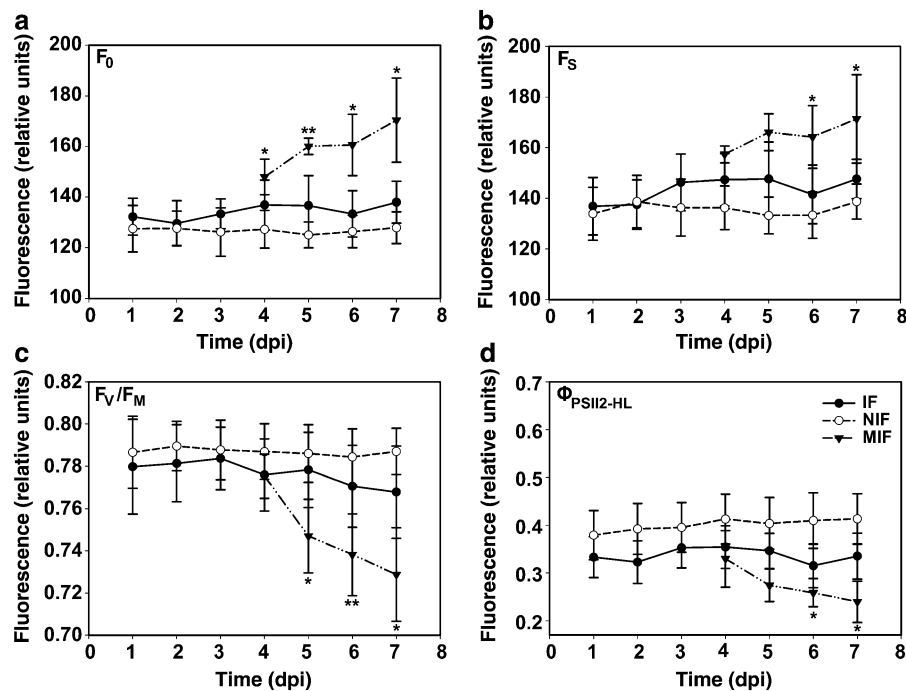 a
F0
Fluorescence (relative units)
200
180
160
140
120
100
* ** * *
0 1 2 3 4 5 6 7 8
Time (dpi)
b
FS
Fluorescence (relative units)
200
180
160
140
120
100
* *
0 1 2 3 4 5 6 7 8
Time (dpi)
c
FV/FM
Fluorescence (relative units)
0.82
0.80
0.78
0.76
0.74
0.72
0.70
* ** *
0 1 2 3 4 5 6 7 8
Time (dpi)
d
ΦPSII2-HL
IF
NIF
MIF
Fluorescence (relative units)
0.7
0.6
0.5
0.4
0.3
0.2
* *
0 1 2 3 4 5 6 7 8
Time (dpi)